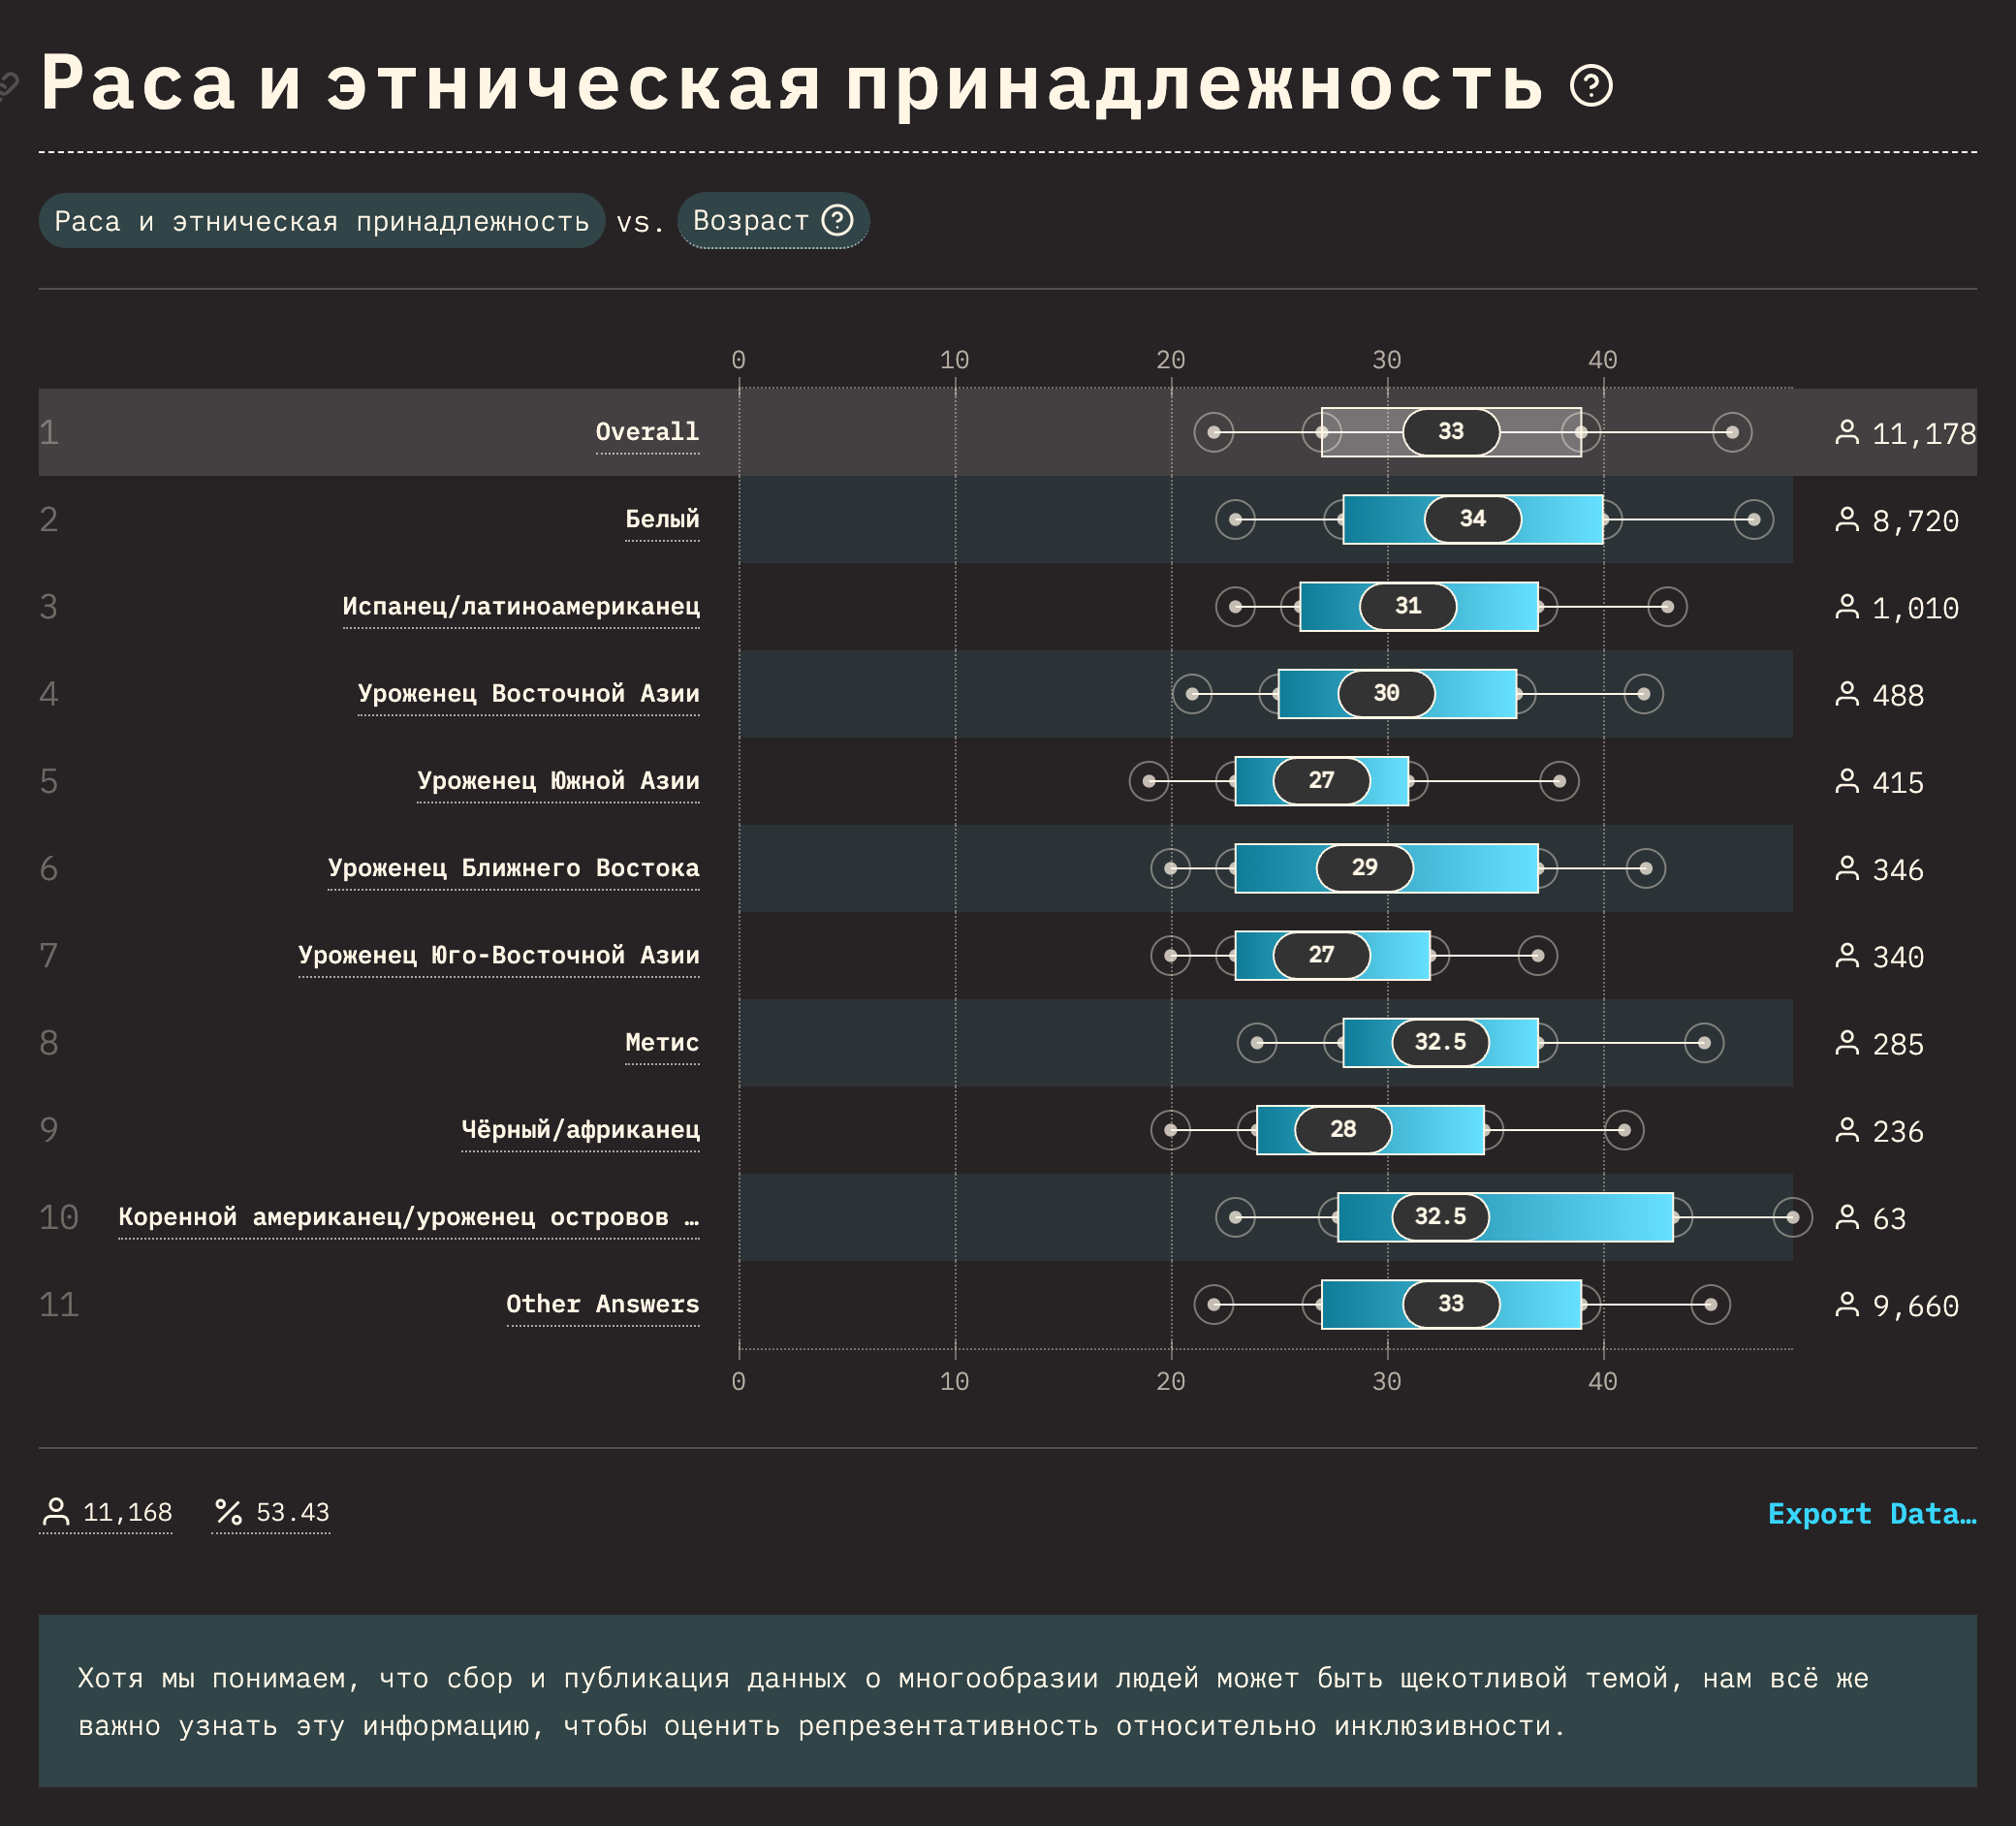 Раса и этническая принадлежность ?
Раса и этническая принадлежность vs. Возраст ?
0 10 20 30 40
1 Overall 33 11,178
2 Белый 34 8,720
3 Испанец/латиноамериканец 31 1,010
4 Уроженец Восточной Азии 30 488
5 Уроженец Южной Азии 27 415
6 Уроженец Ближнего Востока 29 346
7 Уроженец Юго-Восточной Азии 27 340
8 Метис 32.5 285
9 Чёрный/африканец 28 236
10 Коренной американец/уроженец островов … 32.5 63
11 Other Answers 33 9,660
0 10 20 30 40
11,168 % 53.43 Export Data…
Хотя мы понимаем, что сбор и публикация данных о многообразии людей может быть щекотливой темой, нам всё же
важно узнать эту информацию, чтобы оценить репрезентативность относительно инклюзивности.